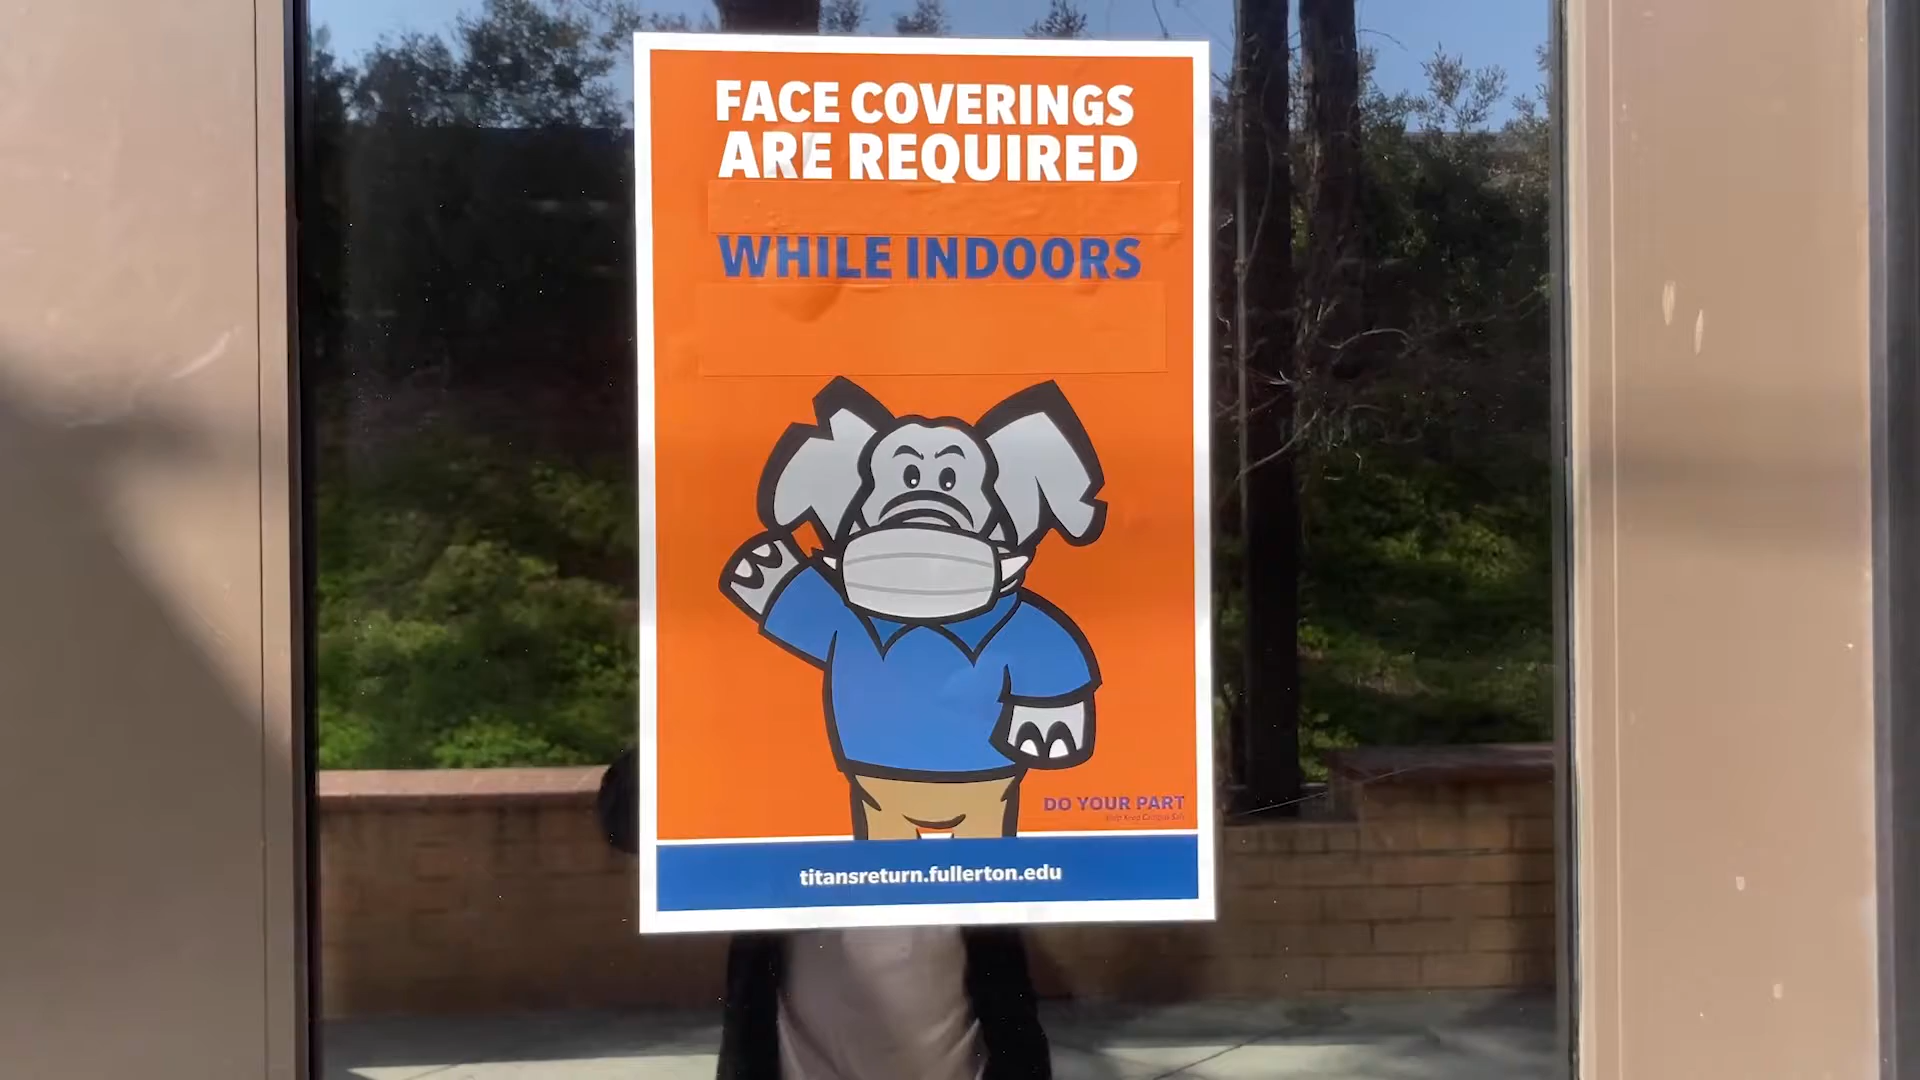 FACE COVERINGS
ARE REQUIRED
WHILE INDOORS
DO YOUR PART
titansreturn.fullerton.edu